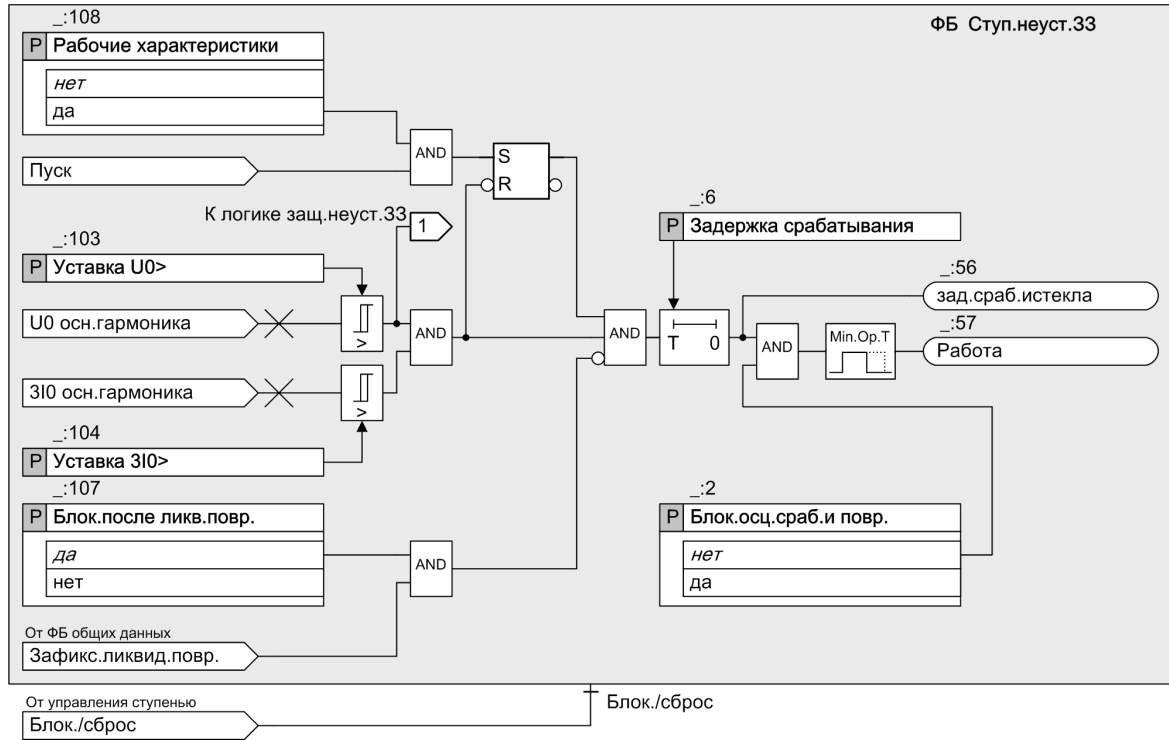 ФБ Ступ.неуст.ЗЗ
_:108
P Рабочие характеристики
нет
да
Пуск
AND
S
R
К логике защ.неуст.ЗЗ
1
_:103
P Уставка U0>
U0 осн.гармоника
>
AND
3I0 осн.гармоника
>
_:104
P Уставка 3I0>
_:107
P Блок.после ликв.повр.
да
нет
AND
От ФБ общих данных
Зафикс.ликвид.повр.
_:6
P Задержка срабатывания
AND
T 0
AND
Min.Op.T
_:56
зад.сраб.истекла
_:57
Работа
_:2
P Блок.осц.сраб.и повр.
нет
да
От управления ступенью
Блок./сброс
Блок./сброс